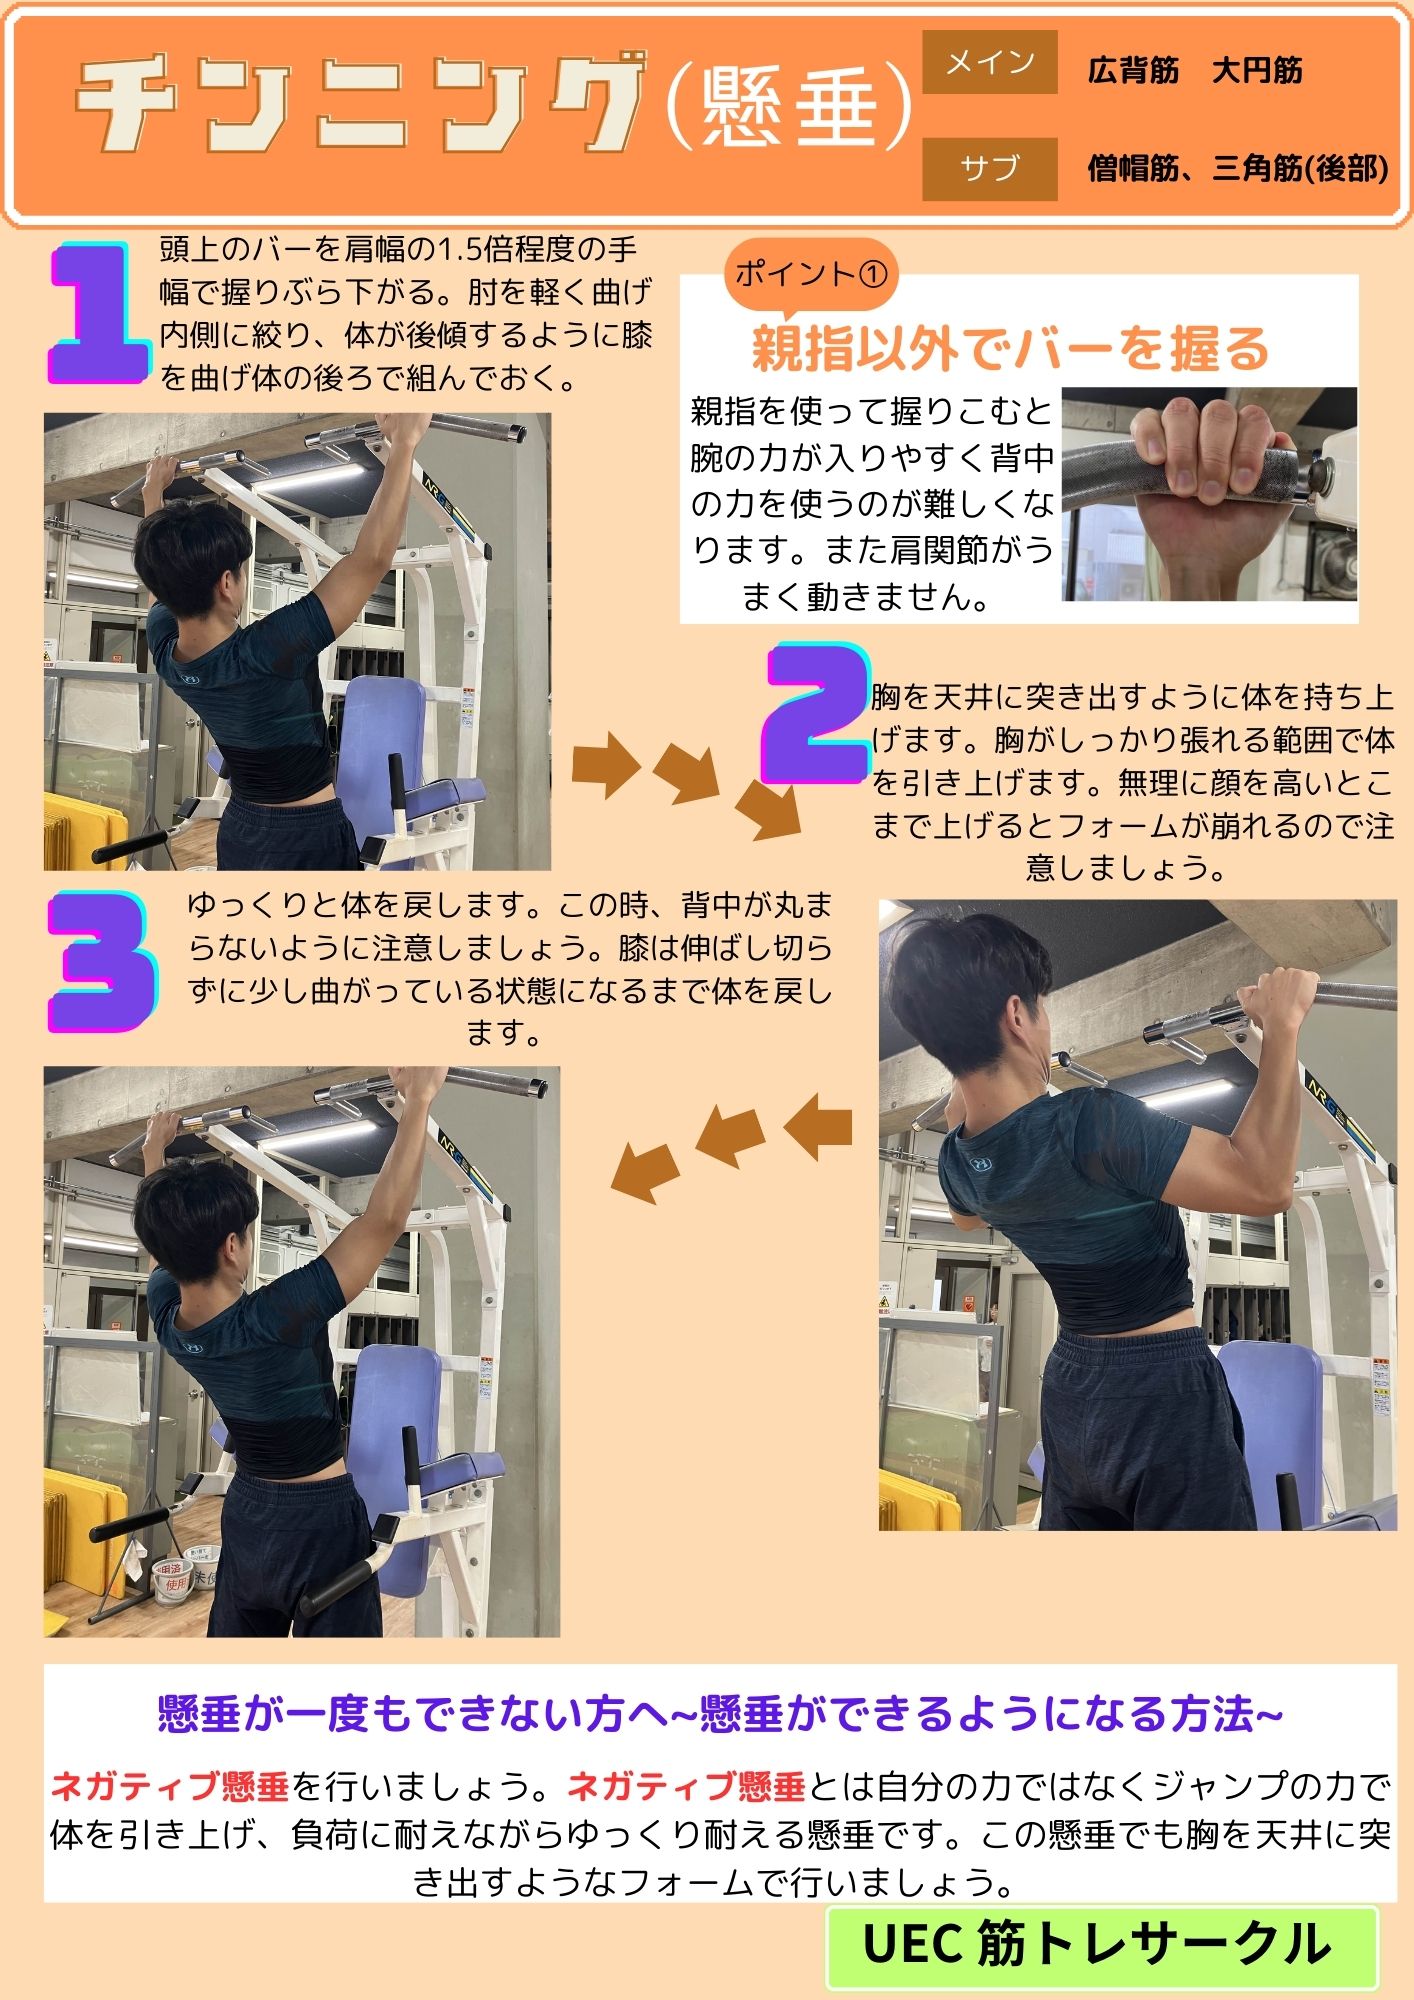 チンニング(懸垂)
メイン
広背筋　大円筋
サブ
僧帽筋、三角筋(後部)
1
頭上のバーを肩幅の1.5倍程度の手
幅で握りぶら下がる。肘を軽く曲げ
内側に絞り、体が後傾するように膝
を曲げ体の後ろで組んでおく。
ポイント①
親指以外でバーを握る
親指を使って握りこむと
腕の力が入りやすく背中
の力を使うのが難しくな
ります。また肩関節がう
まく動きません。
NRG
2
胸を天井に突き出すように体を持ち上
げます。胸がしっかり張れる範囲で体
を引き上げます。無理に顔を高いとこ
まで上げるとフォームが崩れるので注
意しましょう。
3
ゆっくりと体を戻します。この時、背中が丸ま
らないように注意しましょう。膝は伸ばし切ら
ずに少し曲がっている状態になるまで体を戻し
ます。
NRG
NRG
懸垂が一度もできない方へ~懸垂ができるようになる方法~
ネガティブ懸垂を行いましょう。ネガティブ懸垂とは自分の力ではなくジャンプの力で
体を引き上げ、負荷に耐えながらゆっくり耐える懸垂です。この懸垂でも胸を天井に突
き出すようなフォームで行いましょう。
UEC 筋トレサークル